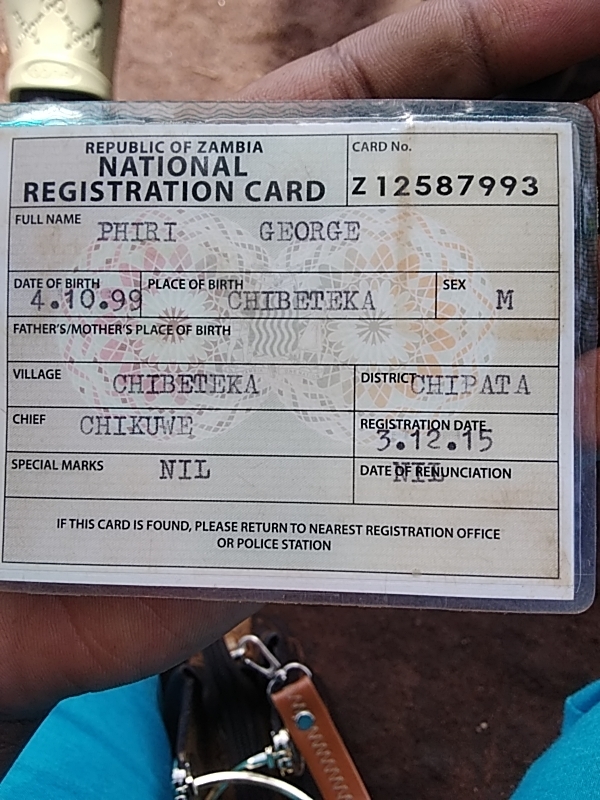 REPUBLIC OF ZAMBIA
NATIONAL
REGISTRATION CARD
CARD No.
Z 12587993
FULL NAME
PHIRI GEORGE
DATE OF BIRTH
4.10.99
PLACE OF BIRTH
CHIBETEKA
SEX
M
FATHER'S/MOTHER'S PLACE OF BIRTH
VILLAGE
CHIBETEKA
DISTRICT
CHIPATA
CHIEF
CHIKUWE
REGISTRATION DATE
3.12.15
SPECIAL MARKS
NIL
DATE OF RENUNCIATION
NIL
IF THIS CARD IS FOUND, PLEASE RETURN TO NEAREST REGISTRATION OFFICE
OR POLICE STATION